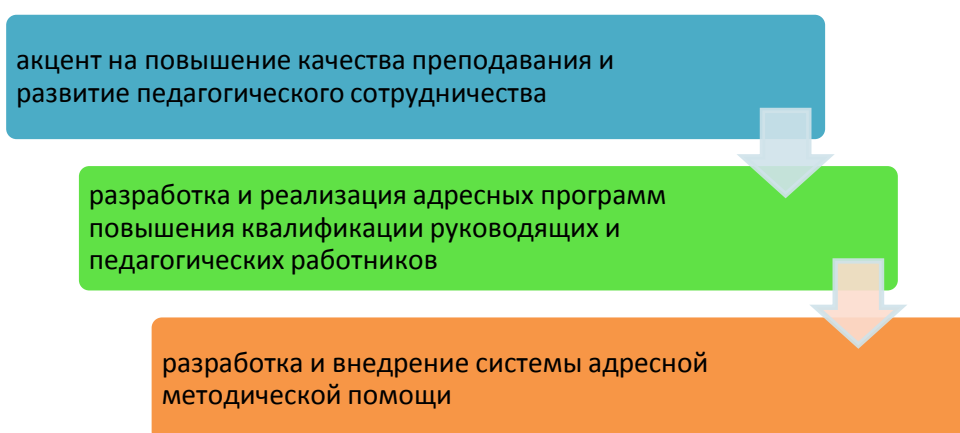 акцент на повышение качества преподавания и
развитие педагогического сотрудничества
разработка и реализация адресных программ
повышения квалификации руководящих и
педагогических работников
разработка и внедрение системы адресной
методической помощи